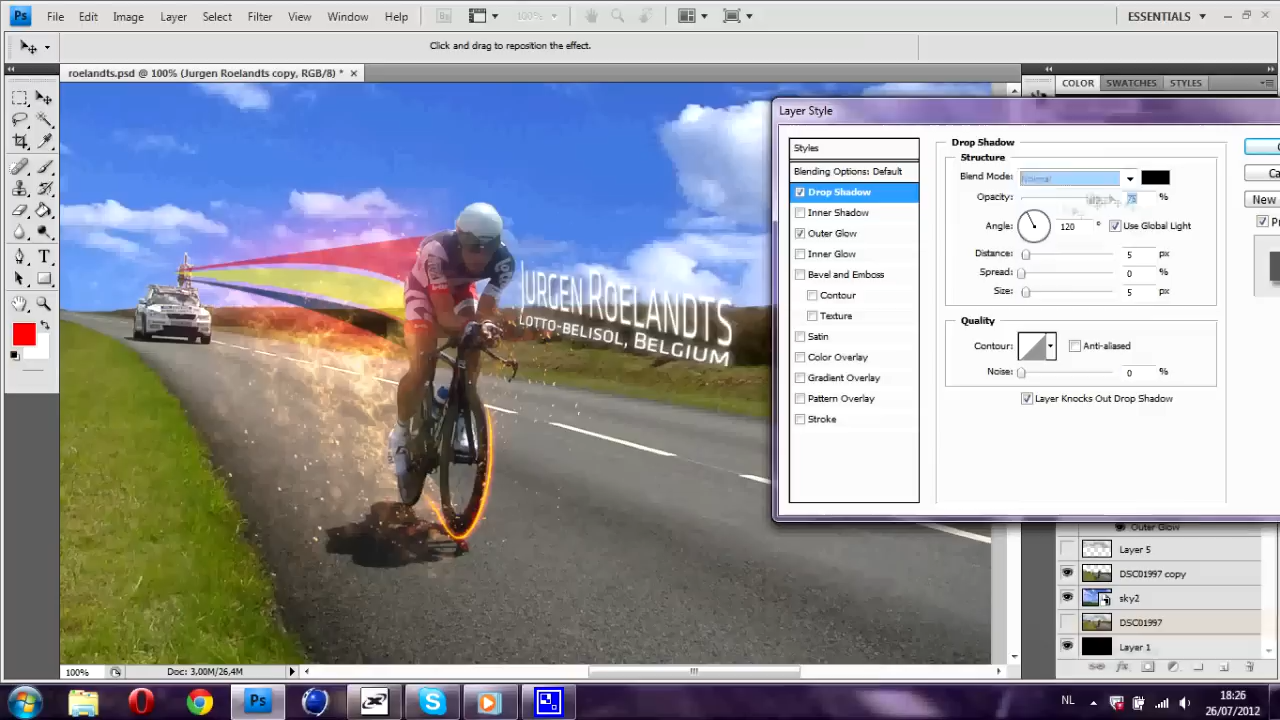 Ps File Edit Image Layer Select Filter View Window Help Br 100% ESSENTIALS
Click and drag to reposition the effect.
roelandts.psd @ 100% (Jurgen Roelandts copy, RGB/8) *
COLOR SWATCHES STYLES
Layer Style
Styles
Blending Options: Default
Drop Shadow
Inner Shadow
Outer Glow
Inner Glow
Bevel and Emboss
Contour
Texture
Satin
Color Overlay
Gradient Overlay
Pattern Overlay
Stroke
Drop Shadow
Structure
Blend Mode: Normal
Opacity: %
Angle: 120 ° Use Global Light
Distance: 5 px
Spread: 0 %
Size: 5 px
Quality
Contour: Anti-aliased
Noise: 0 %
Layer Knocks Out Drop Shadow
New
JURGEN ROELANDTS
LOTTO-BELISOL, BELGIUM
Outer Glow
Layer 5
DSC01997 copy
sky2
DSC01997
Layer 1
100% Doc: 3,00M/26,4M
Ps NL 18:26
26/07/2012